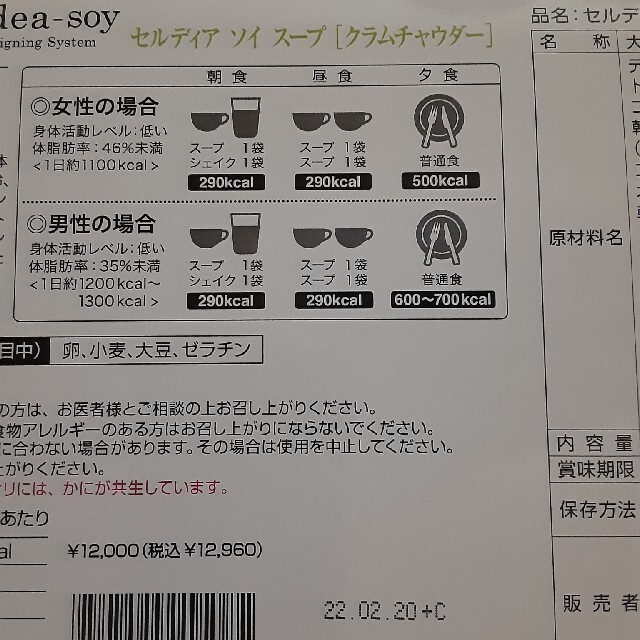 dea-soy
igning System
セルディア ソイ スープ [クラムチャウダー]
品名：セルデ
名 称
朝 食 昼 食 夕 食
◎女性の場合
身体活動レベル：低い
体脂肪率：46%未満
<1日約1100kcal>
スープ 1袋
シェイク 1袋
290kcal
スープ 1袋
スープ 1袋
290kcal
普通食
500kcal
◎男性の場合
身体活動レベル：低い
体脂肪率：35%未満
<1日約1200kcal〜
1300kcal>
スープ 1袋
シェイク 1袋
290kcal
スープ 1袋
スープ 1袋
290kcal
普通食
600〜700kcal
原材料名
目中) 卵、小麦、大豆、ゼラチン
の方は、お医者様とご相談の上お召し上がりください。
食物アレルギーのある方はお召し上がりにならないでください。
に合わない場合があります。その場合は使用を中止してください。
上がりください。
サリには、かにが共生しています。
内 容 量
賞味期限
保存方法
販 売 者
あたり
al
¥12,000(税込¥12,960)
22.02.20+C